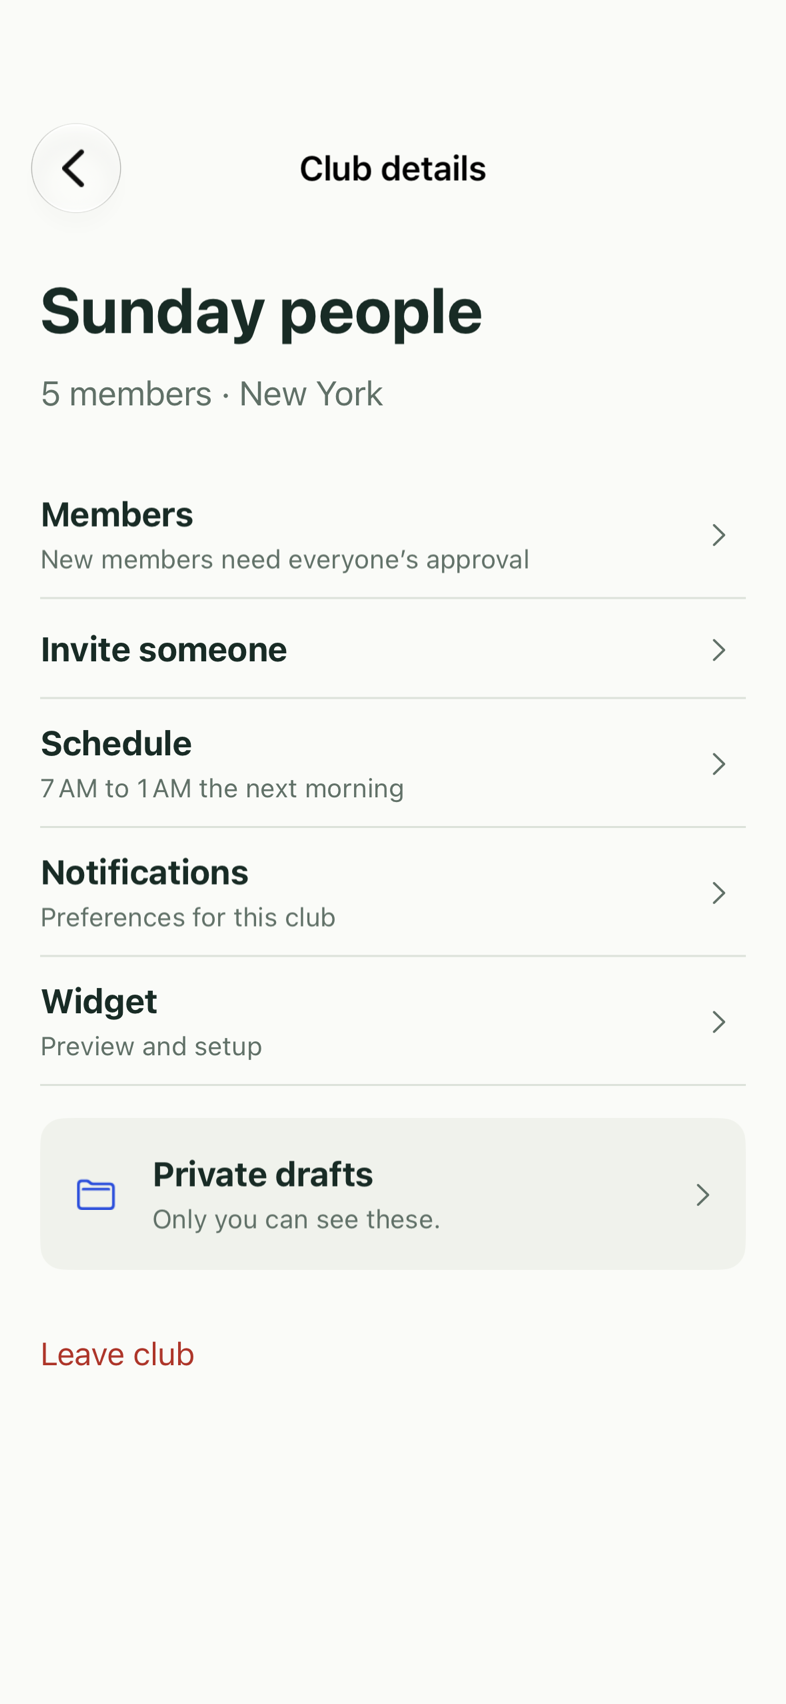 Club details
Sunday people
5 members · New York
Members
New members need everyone’s approval
Invite someone
Schedule
7 AM to 1 AM the next morning
Notifications
Preferences for this club
Widget
Preview and setup
Private drafts
Only you can see these.
Leave club